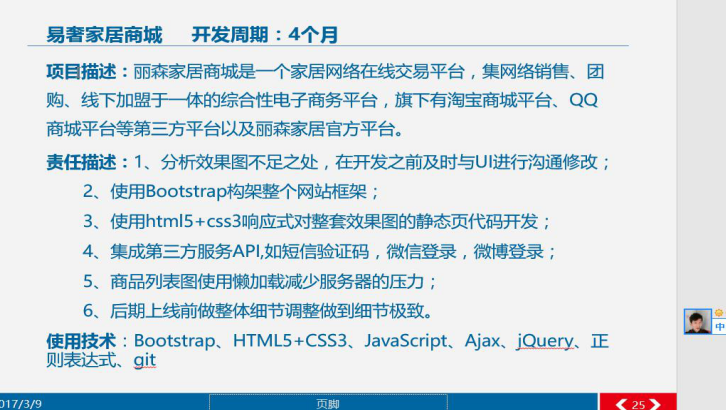 易奢家居商城 开发周期：4个月
项目描述：丽森家居商城是一个家居网络在线交易平台，集网络销售、团
购、线下加盟于一体的综合性电子商务平台，旗下有淘宝商城平台、QQ
商城平台等第三方平台以及丽森家居官方平台。
责任描述：1、分析效果图不足之处，在开发之前及时与UI进行沟通修改；
2、使用Bootstrap构架整个网站框架；
3、使用html5+css3响应式对整套效果图的静态页代码开发；
4、集成第三方服务API,如短信验证码，微信登录，微博登录；
5、商品列表图使用懒加载减少服务器的压力；
6、后期上线前做整体细节调整做到细节极致。
使用技术：Bootstrap、HTML5+CSS3、JavaScript、Ajax、jQuery、正
则表达式、git
中
017/3/9 页脚 25